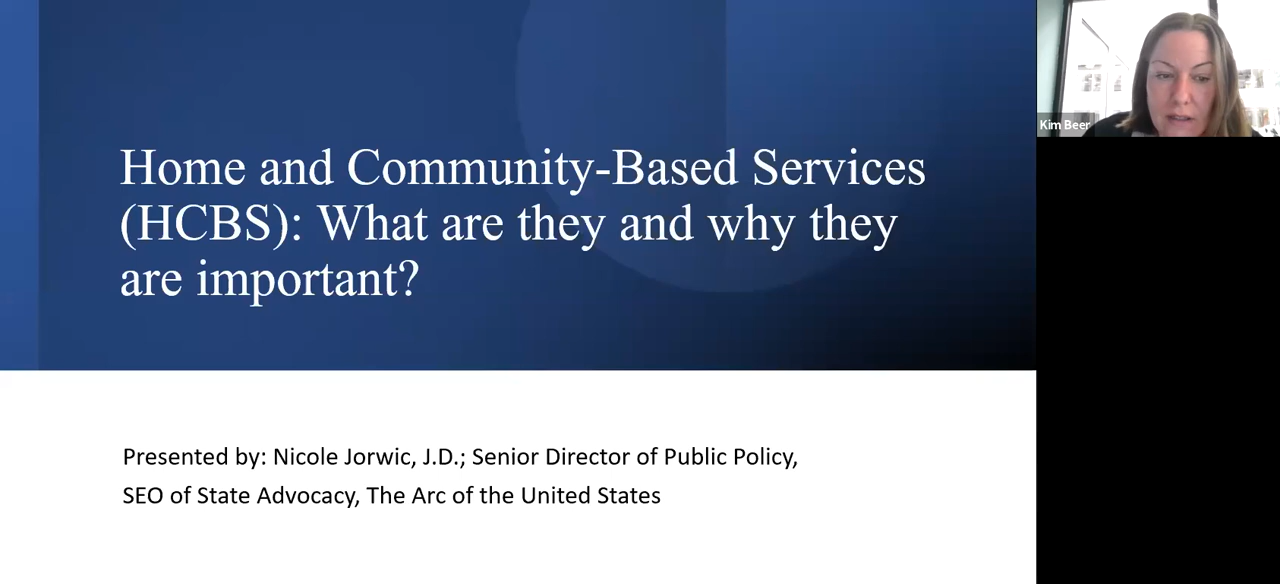 Home and Community-Based Services
(HCBS): What are they and why they
are important?
Kim Beer
Presented by: Nicole Jorwic, J.D.; Senior Director of Public Policy,
SEO of State Advocacy, The Arc of the United States